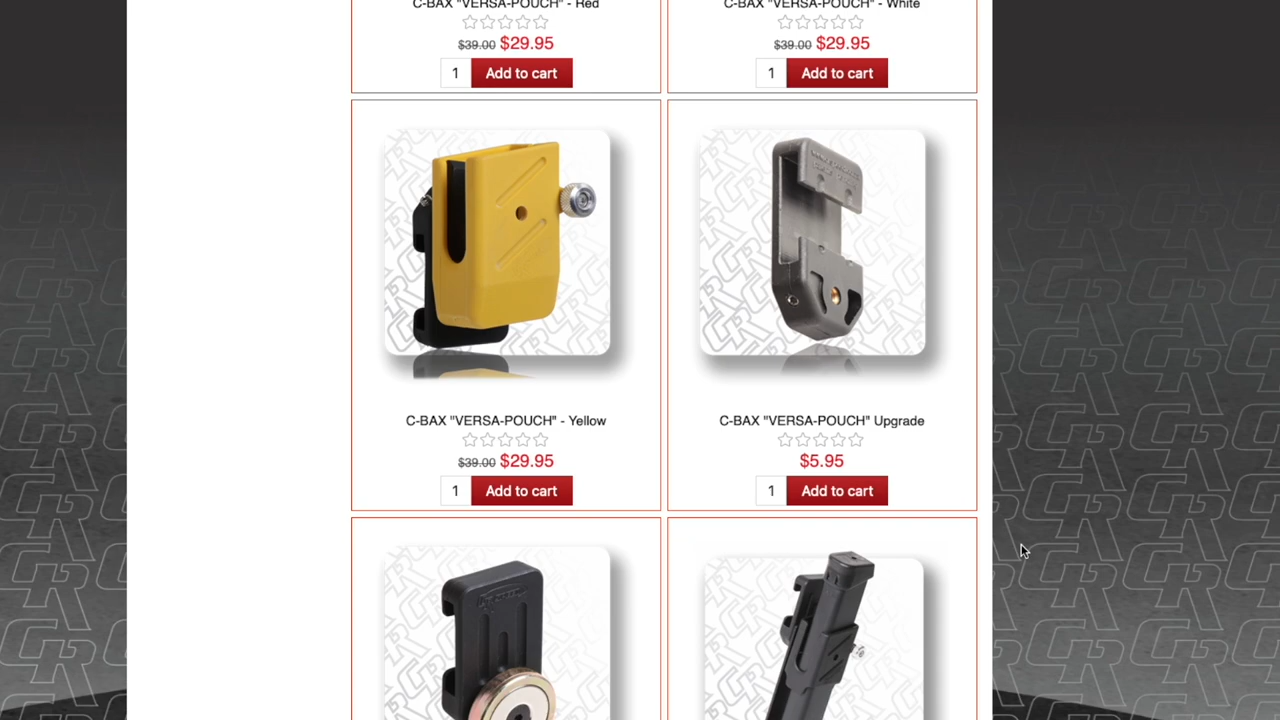 C-BAX "VERSA-POUCH" - Red
C-BAX "VERSA-POUCH" - White
$39.00 $29.95
$39.00 $29.95
1 Add to cart
1 Add to cart
C-BAX "VERSA-POUCH" - Yellow
C-BAX "VERSA-POUCH" Upgrade
$39.00 $29.95
$5.95
1 Add to cart
1 Add to cart